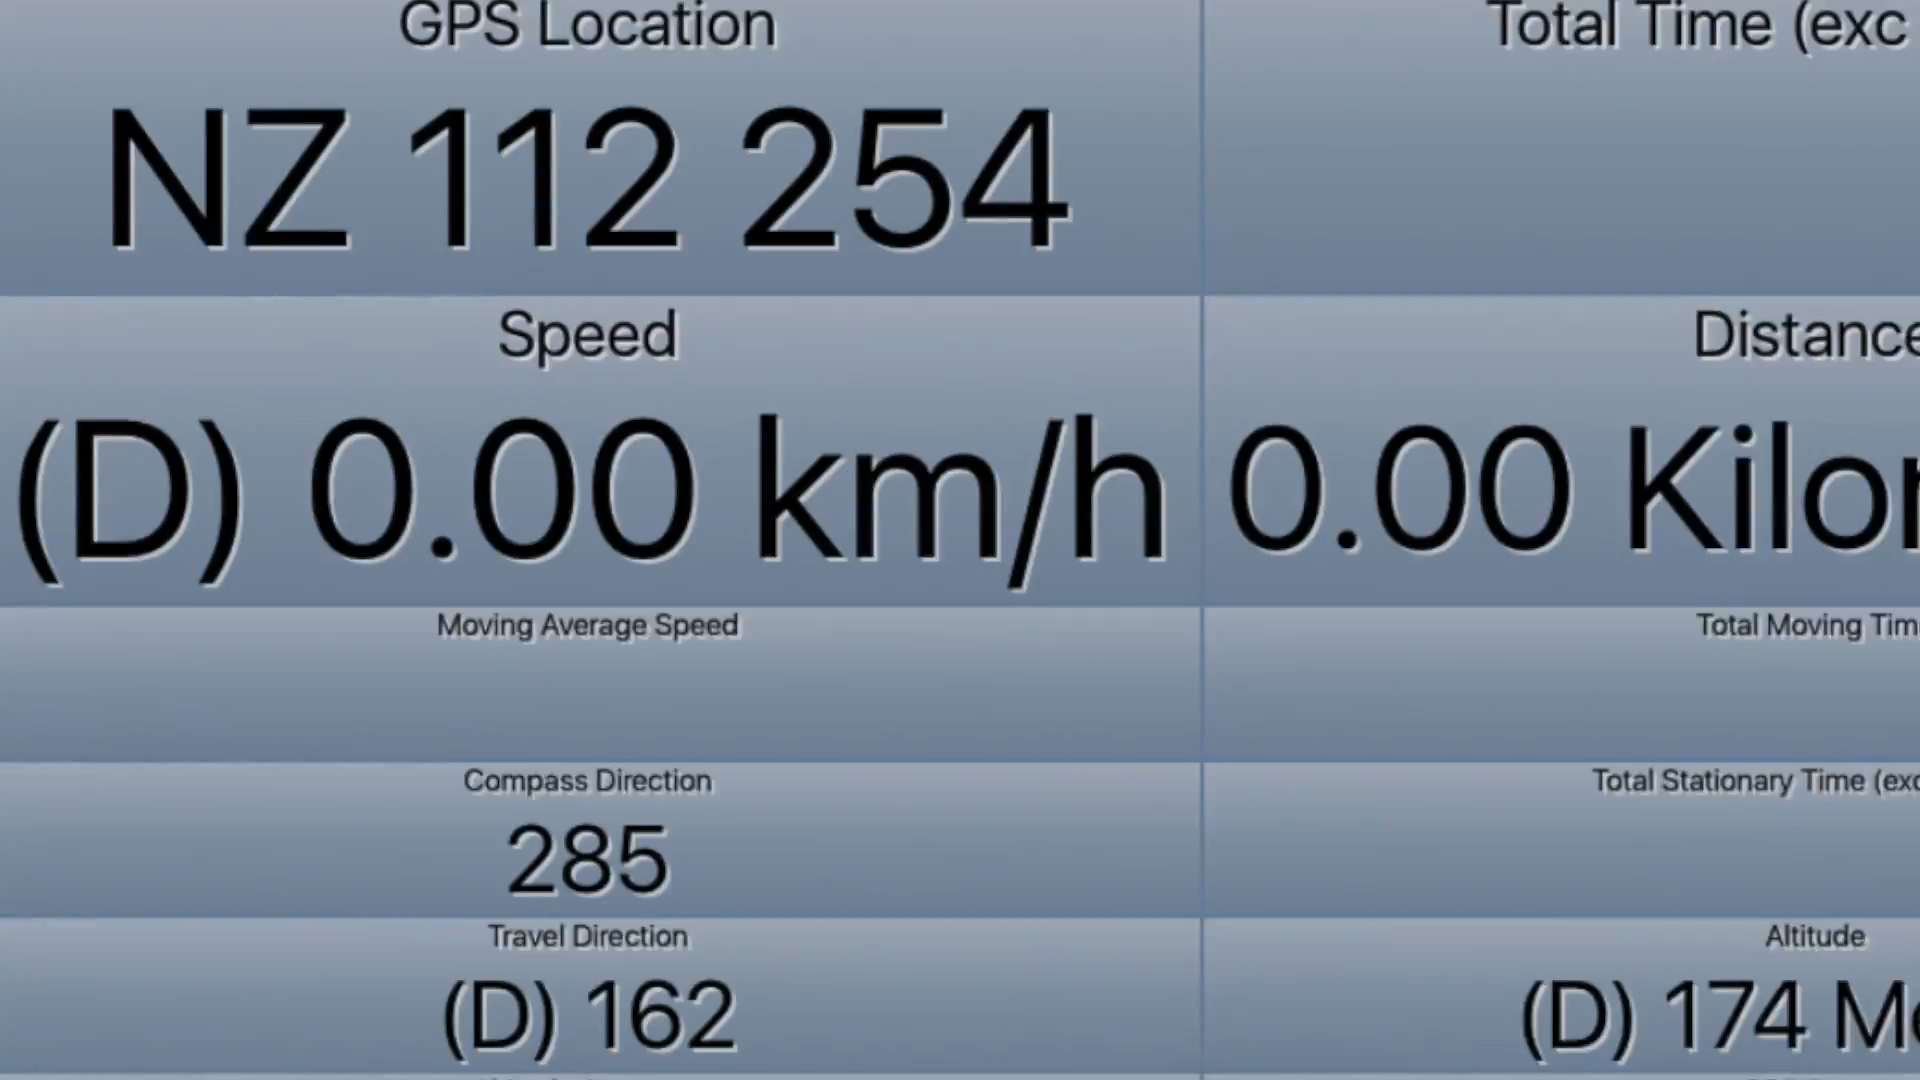 GPS Location
Total Time (exc
NZ 112 254
Speed
Distance
(D) 0.00 km/h
0.00 Kilo
Moving Average Speed
Total Moving Tim
Compass Direction
Total Stationary Time (exc
285
Travel Direction
Altitude
(D) 162
(D) 174 Me